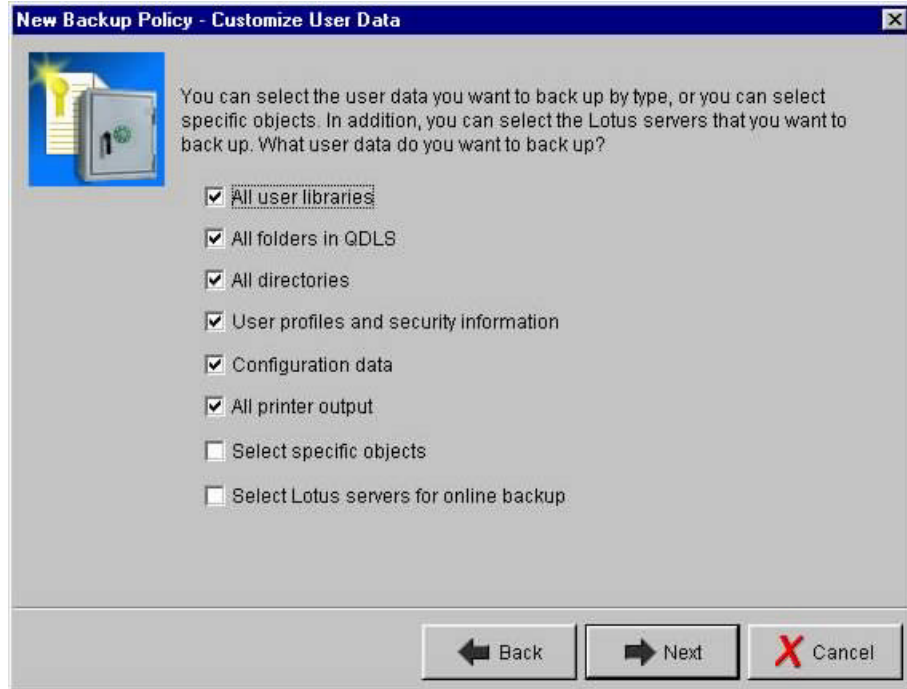 New Backup Policy - Customize User Data
You can select the user data you want to back up by type, or you can select
specific objects. In addition, you can select the Lotus servers that you want to
back up. What user data do you want to back up?
All user libraries
All folders in QDLS
All directories
User profiles and security information
Configuration data
All printer output
Select specific objects
Select Lotus servers for online backup
Back
Next
Cancel